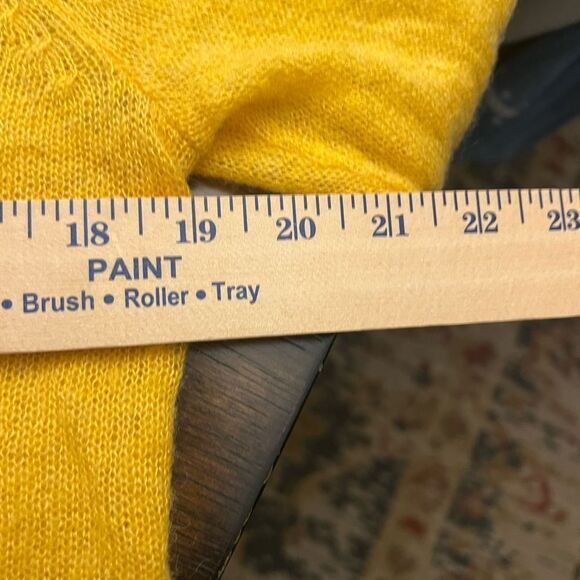 18 19 20 21 22 23
PAINT
• Brush • Roller • Tray